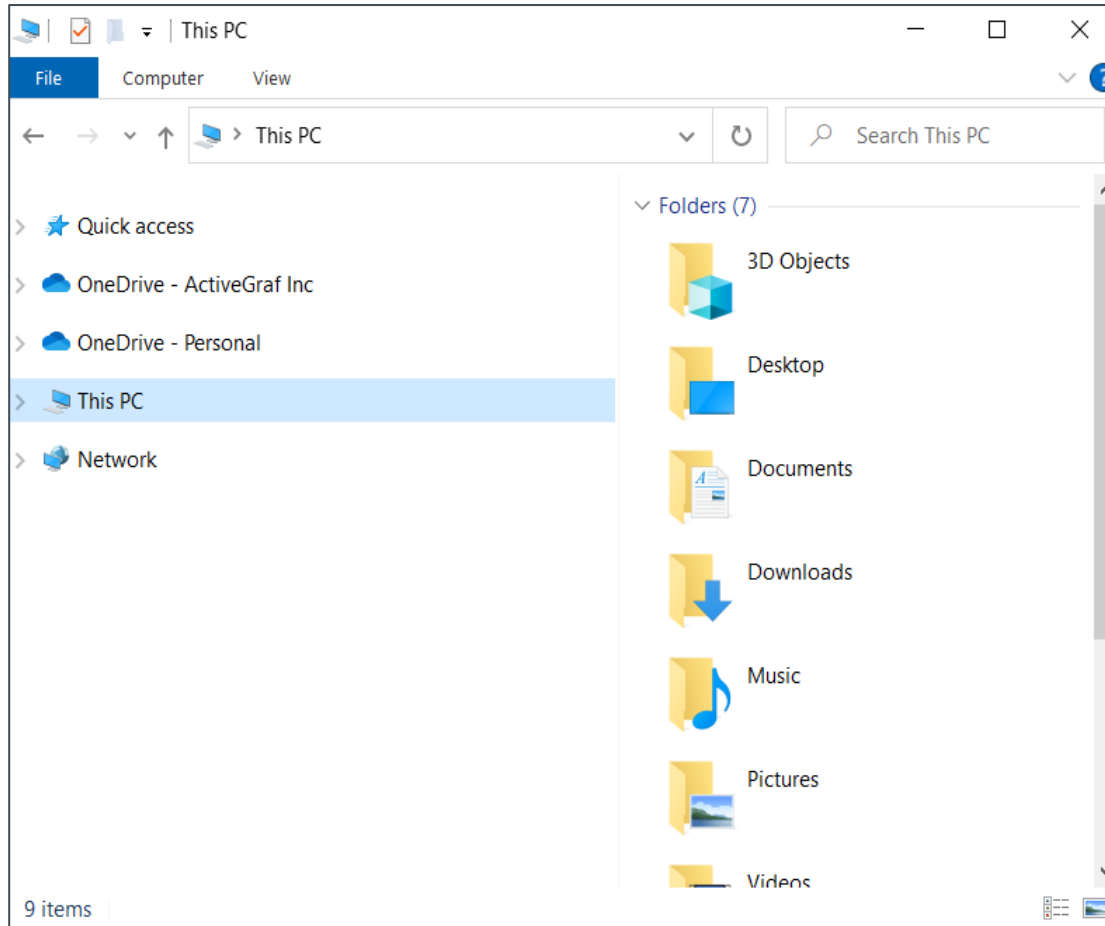 This PC
File Computer View
This PC Search This PC
Quick access
OneDrive - ActiveGraf Inc
OneDrive - Personal
This PC
Network
Folders (7)
3D Objects
Desktop
Documents
Downloads
Music
Pictures
Videos
9 items